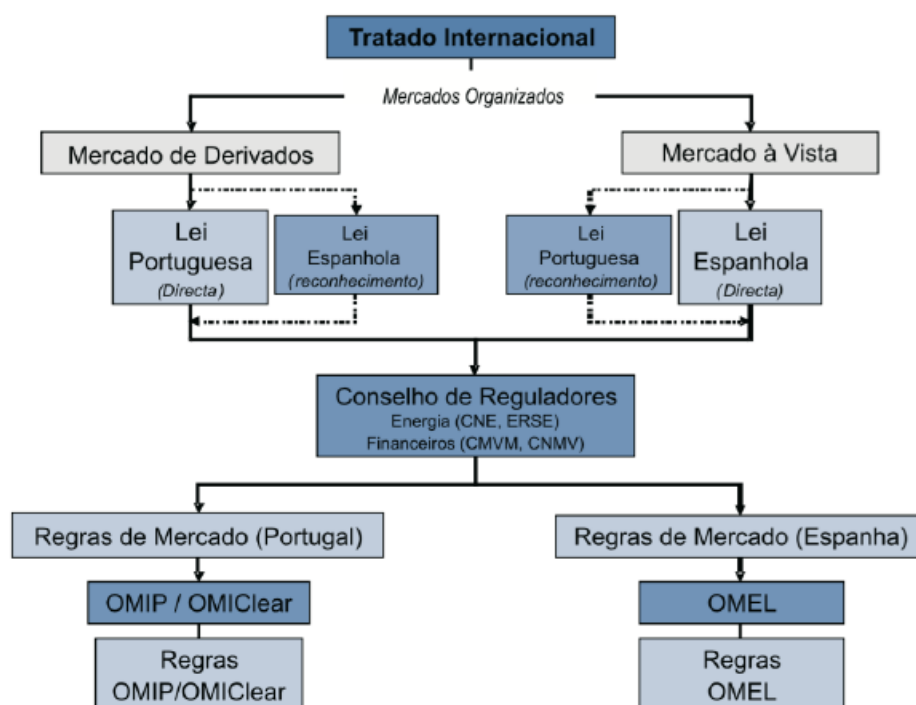 Tratado Internacional
Mercados Organizados
Mercado de Derivados
Mercado à Vista
Lei
Portuguesa
(Directa)
Lei
Espanhola
(reconhecimento)
Lei
Portuguesa
(reconhecimento)
Lei
Espanhola
(Directa)
Conselho de Reguladores
Energia (CNE, ERSE)
Financeiros (CMVM, CNMV)
Regras de Mercado (Portugal)
Regras de Mercado (Espanha)
OMIP / OMIClear
OMEL
Regras
OMIP/OMIClear
Regras
OMEL